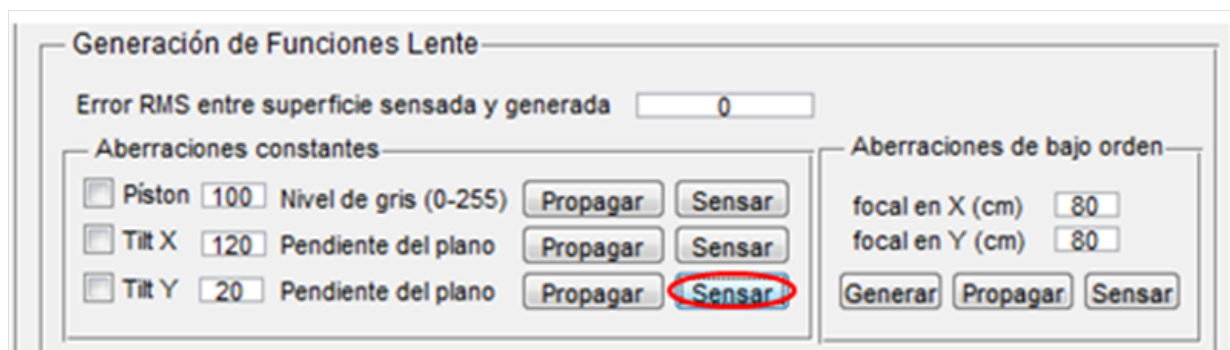 Generación de Funciones Lente
Error RMS entre superficie sensada y generada 0
Aberraciones constantes
Píston 100 Nivel de gris (0-255) Propagar Sensar
Tilt X 120 Pendiente del plano Propagar Sensar
Tilt Y 20 Pendiente del plano Propagar Sensar
Aberraciones de bajo orden
focal en X (cm) 80
focal en Y (cm) 80
Generar Propagar Sensar